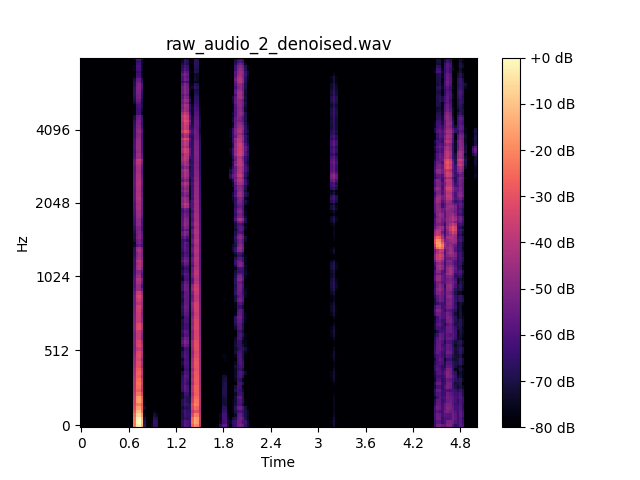 raw_audio_2_denoised.wav
Hz
4096
2048
1024
512
0
0 0.6 1.2 1.8 2.4 3 3.6 4.2 4.8
Time
+0 dB
-10 dB
-20 dB
-30 dB
-40 dB
-50 dB
-60 dB
-70 dB
-80 dB